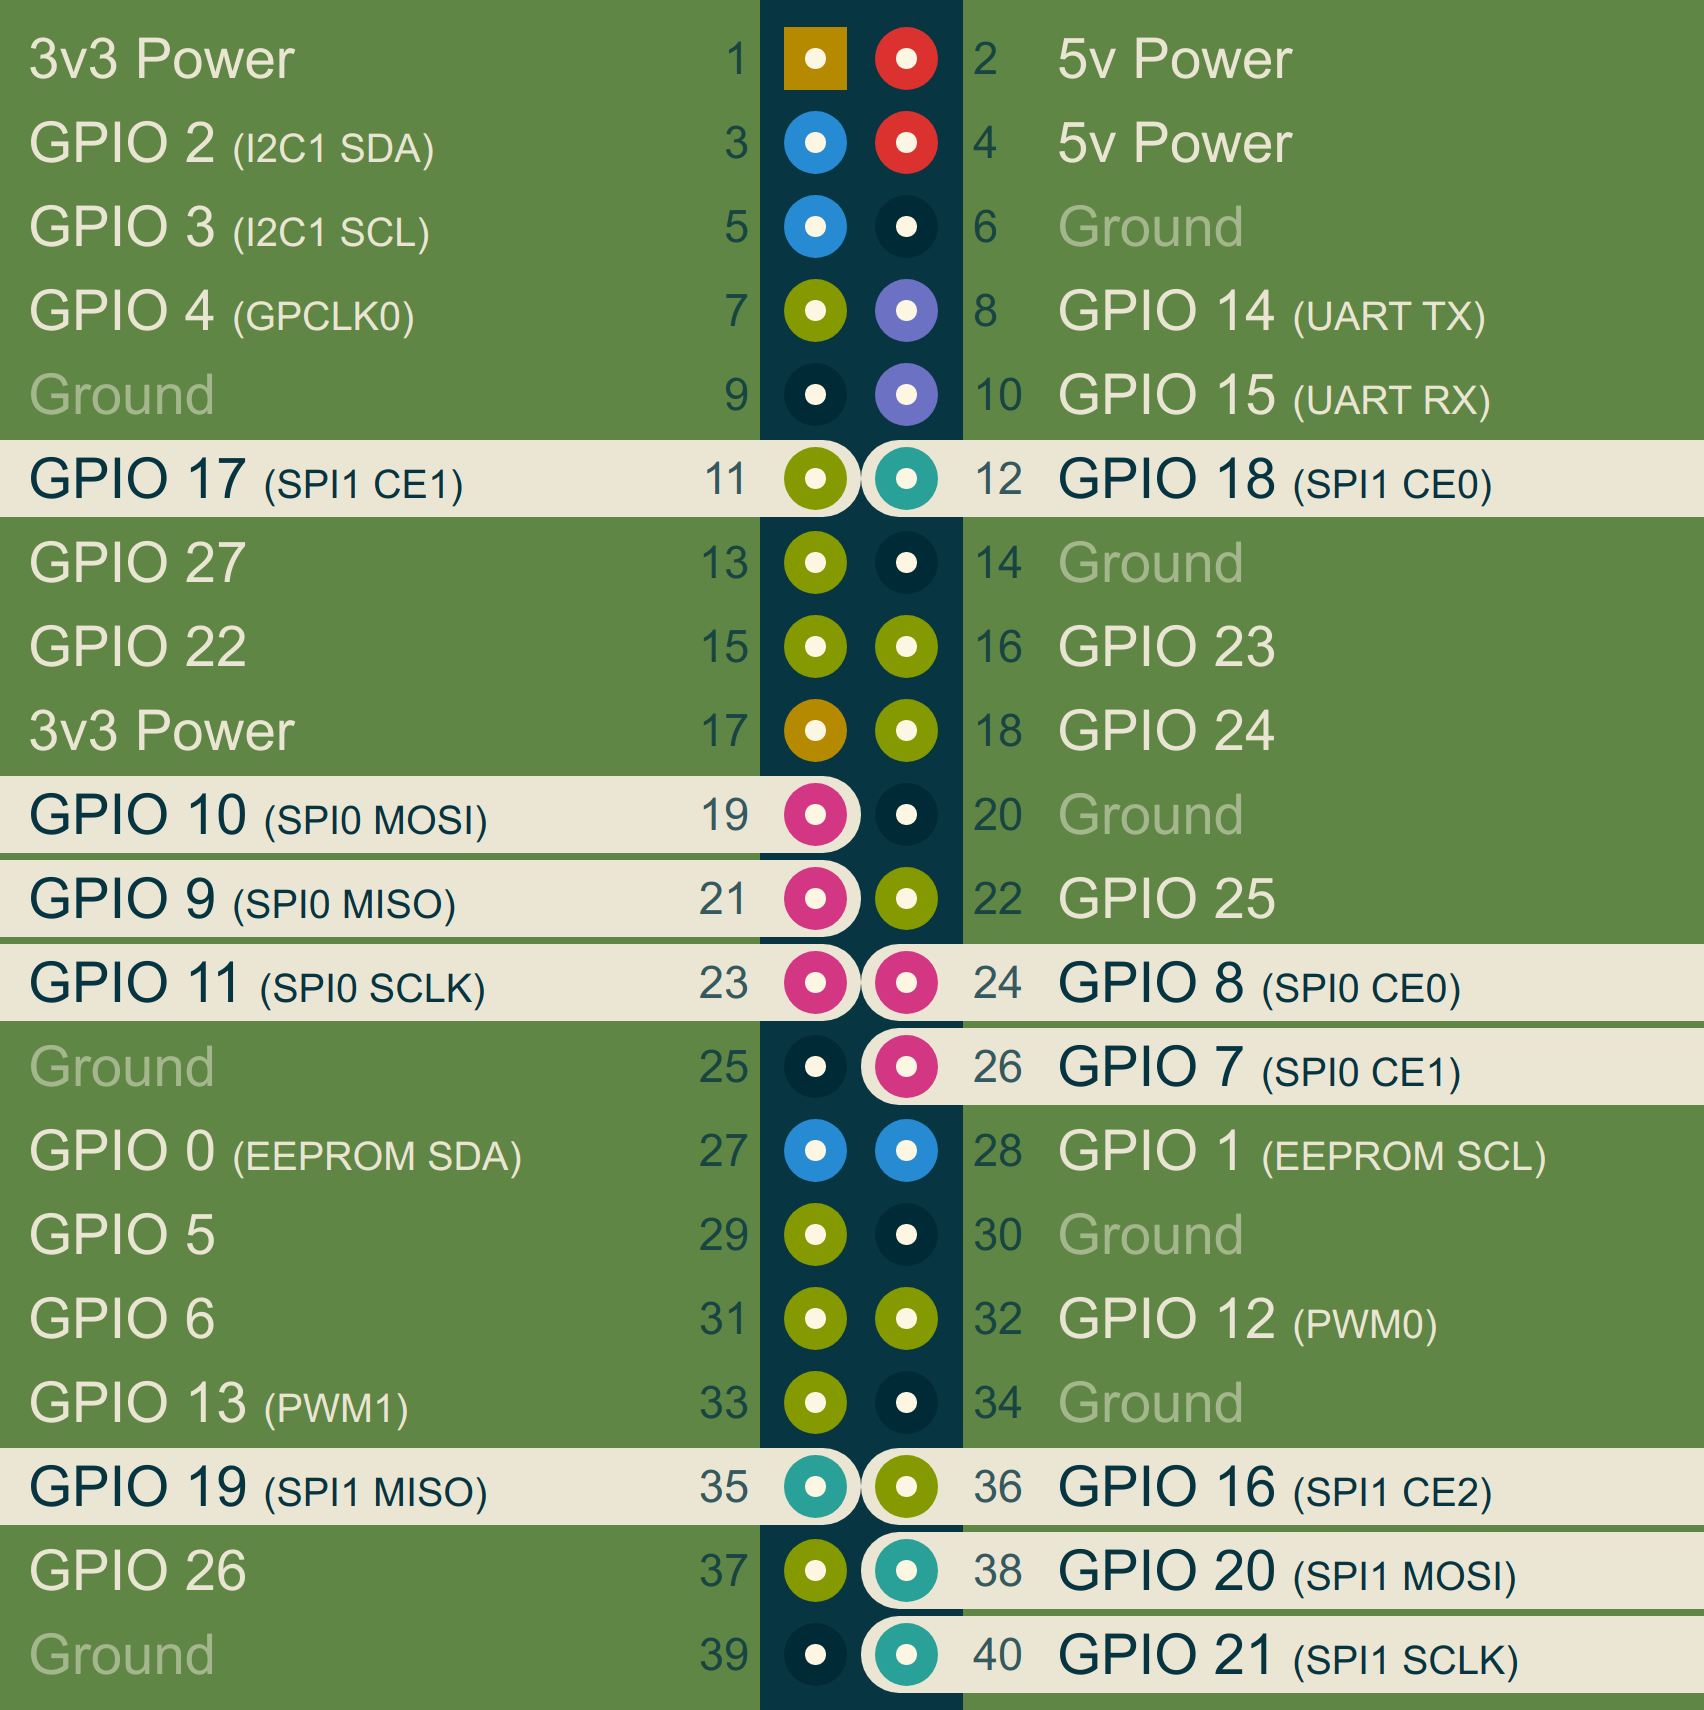 3v3 Power 1 2 5v Power
GPIO 2 (I2C1 SDA) 3 4 5v Power
GPIO 3 (I2C1 SCL) 5 6 Ground
GPIO 4 (GPCLK0) 7 8 GPIO 14 (UART TX)
Ground 9 10 GPIO 15 (UART RX)
GPIO 17 (SPI1 CE1) 11 12 GPIO 18 (SPI1 CE0)
GPIO 27 13 14 Ground
GPIO 22 15 16 GPIO 23
3v3 Power 17 18 GPIO 24
GPIO 10 (SPI0 MOSI) 19 20 Ground
GPIO 9 (SPI0 MISO) 21 22 GPIO 25
GPIO 11 (SPI0 SCLK) 23 24 GPIO 8 (SPI0 CE0)
Ground 25 26 GPIO 7 (SPI0 CE1)
GPIO 0 (EEPROM SDA) 27 28 GPIO 1 (EEPROM SCL)
GPIO 5 29 30 Ground
GPIO 6 31 32 GPIO 12 (PWM0)
GPIO 13 (PWM1) 33 34 Ground
GPIO 19 (SPI1 MISO) 35 36 GPIO 16 (SPI1 CE2)
GPIO 26 37 38 GPIO 20 (SPI1 MOSI)
Ground 39 40 GPIO 21 (SPI1 SCLK)